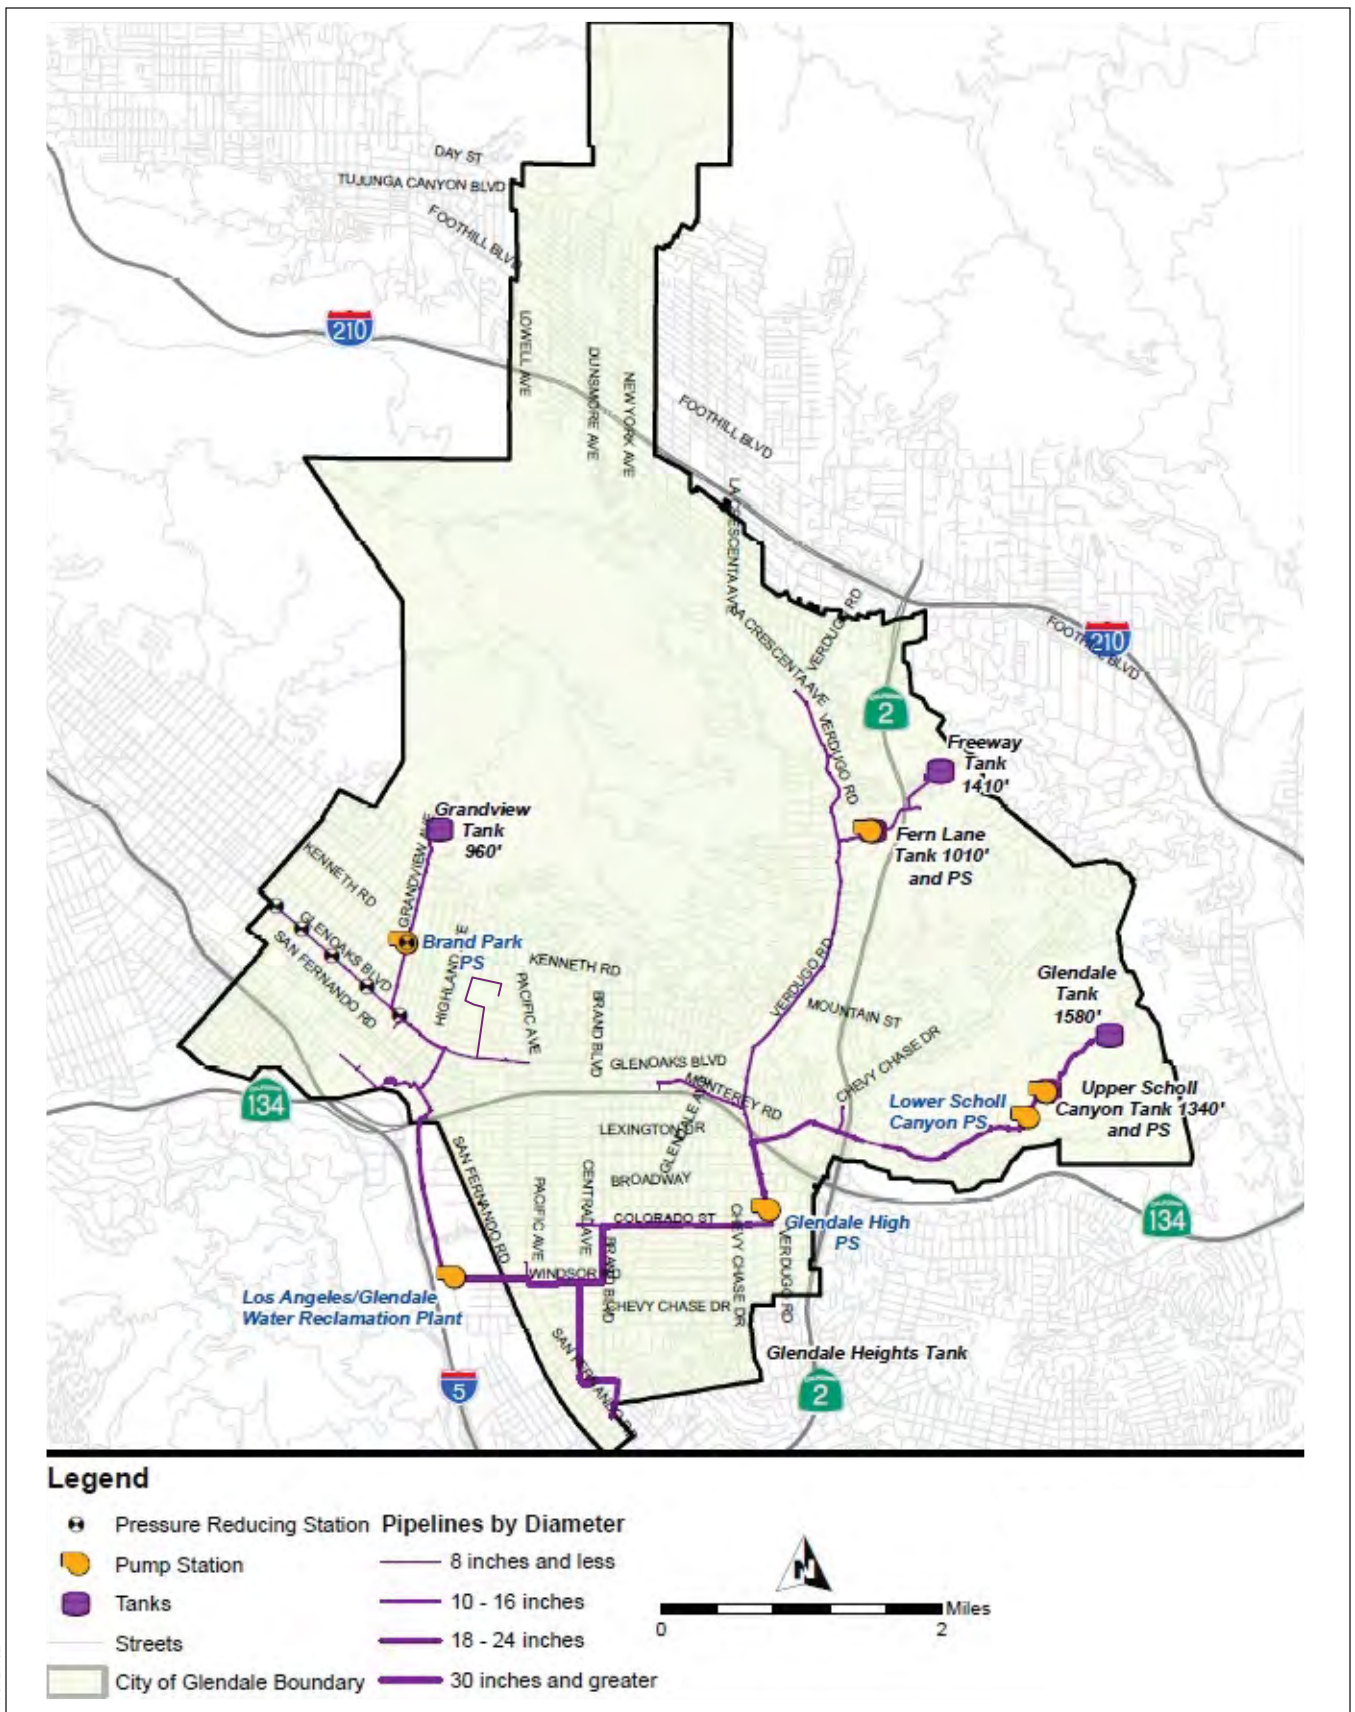 DAY ST
TUJUNGA CANYON BLVD
FOOTHILL BLVD
210
LOWELL AVE
DUNSMORE AVE
NEW YORK AVE
FOOTHILL BLVD
LA CRESCENTA AVE
LA CRESCENTA AVE
VERDUGO RD
210
FOOTHILL BLVD
2
VERDUGO RD
Freeway
Tank
1410'
Grandview
Tank
960'
Fern Lane
Tank 1010'
and PS
KENNETH RD
GRANDVIEW AVE
GLENOAKS BLVD
SAN FERNANDO RD
Brand Park
PS
HIGHLAND AVE
KENNETH RD
PACIFIC AVE
BRAND BLVD
VERDUGO RD
MOUNTAIN ST
Glendale
Tank
1580'
CHEVY CHASE DR
GLENOAKS BLVD
MONTEREY RD
GLENDALE AVE
134
Lower Scholl
Canyon PS
Upper Scholl
Canyon Tank 1340'
and PS
LEXINGTON DR
SAN FERNANDO RD
BROADWAY
PACIFIC AVE
CENTRAL AVE
COLORADO ST
CHEVY CHASE DR
VERDUGO RD
Glendale High
PS
134
WINDSOR RD
BRAND BLVD
Los Angeles/Glendale
Water Reclamation Plant
CHEVY CHASE DR
SAN FERNANDO RD
Glendale Heights Tank
5
2
Legend
Pressure Reducing Station
Pump Station
Tanks
Streets
City of Glendale Boundary
Pipelines by Diameter
8 inches and less
10 - 16 inches
18 - 24 inches
30 inches and greater
N
Miles
0
2